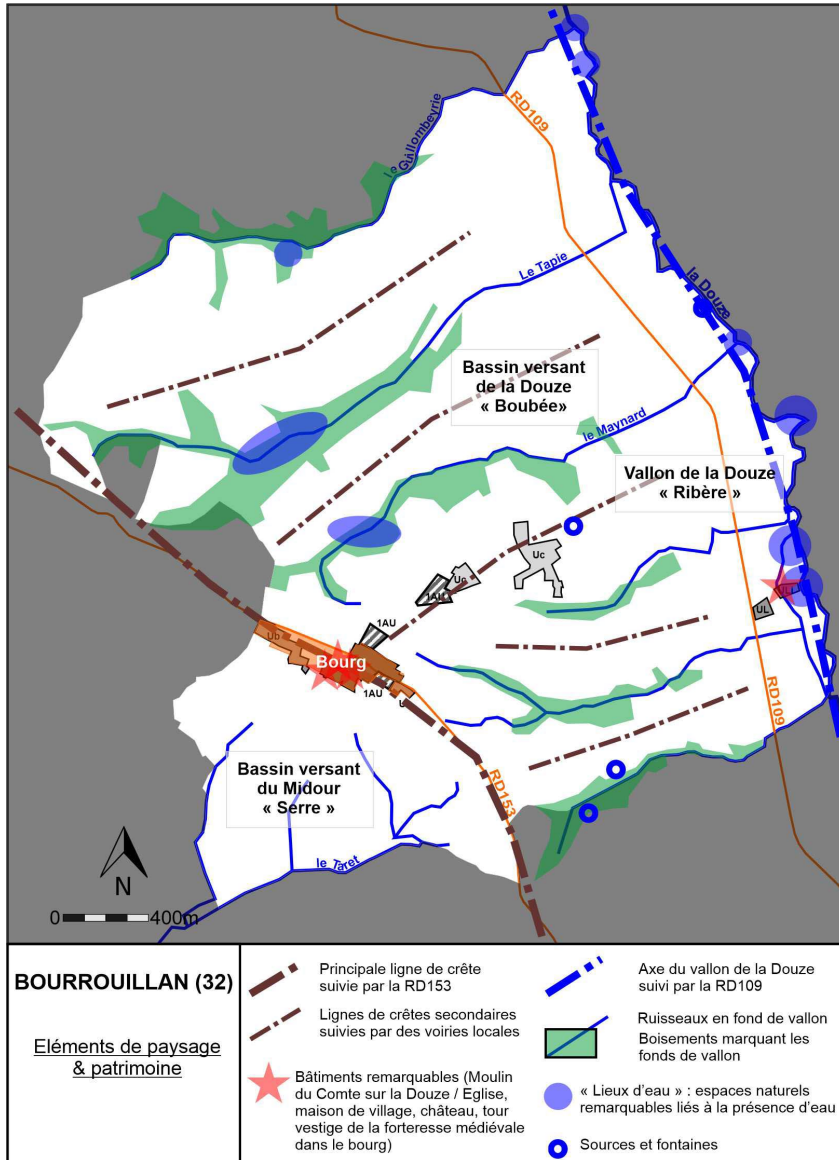 le Guillombeyrie
RD109
Le Tapie
la Douze
Bassin versant
de la Douze
« Boubée»
le Maynard
Vallon de la Douze
« Ribère »
Uc
Uc
1AU
UL
1AU
Ub
Bourg
1AU
RD109
Bassin versant
du Midour
« Serre »
RD153
le Taret
N
0 400m
BOURROUILLAN (32)
Eléments de paysage
& patrimoine
Principale ligne de crête
suivie par la RD153
Lignes de crêtes secondaires
suivies par des voiries locales
Bâtiments remarquables (Moulin
du Comte sur la Douze / Eglise,
maison de village, château, tour
vestige de la forteresse médiévale
dans le bourg)
Axe du vallon de la Douze
suivi par la RD109
Ruisseaux en fond de vallon
Boisements marquant les
fonds de vallon
« Lieux d'eau » : espaces naturels
remarquables liés à la présence d'eau
Sources et fontaines